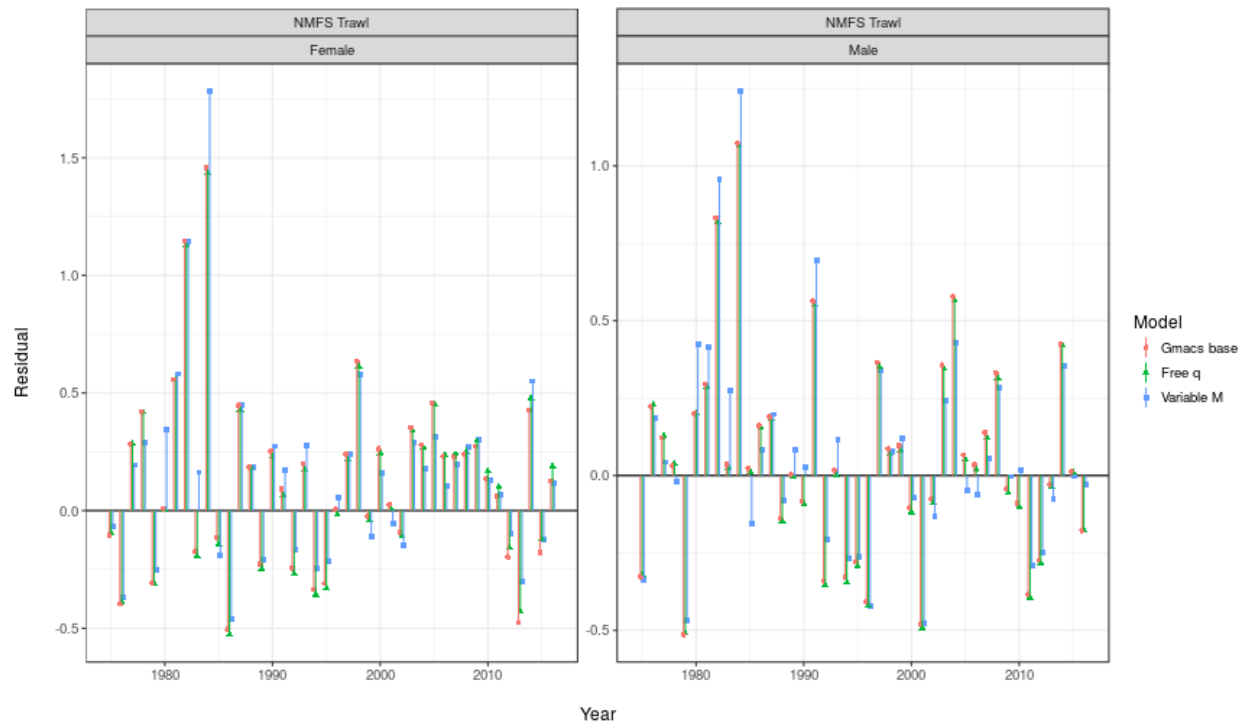 NMFS Trawl
Female
NMFS Trawl
Male
1.5
1.0
0.5
0.0
-0.5
1.0
0.5
0.0
-0.5
1980 1990 2000 2010
1980 1990 2000 2010
Residual
Year
Model
Gmacs base
Free q
Variable M